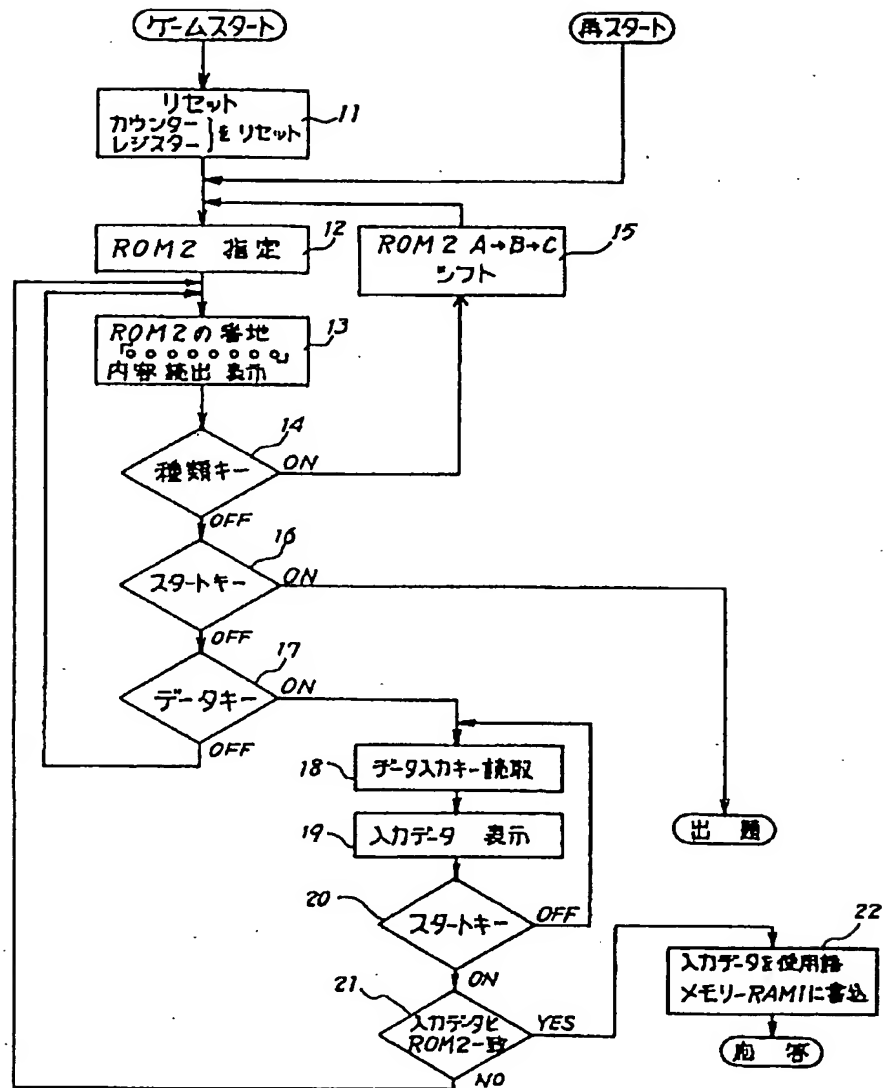 ゲームスタート
再スタート
リセット
カウンター
レジスター
}をリセット
11
ROM2 指定
12
ROM2 A→B→C
シフト
15
ROM2の番地
「○○○○○○○○」
内容読出 表示
13
種類キー
14
ON
OFF
スタートキー
16
ON
OFF
データキー
17
ON
OFF
18
データ入力キー読取
19
入力データ 表示
出題
20
スタートキー
OFF
ON
21
入力データと
ROM2一致
YES
NO
22
入力データを使用語
メモリーRAM1に書込